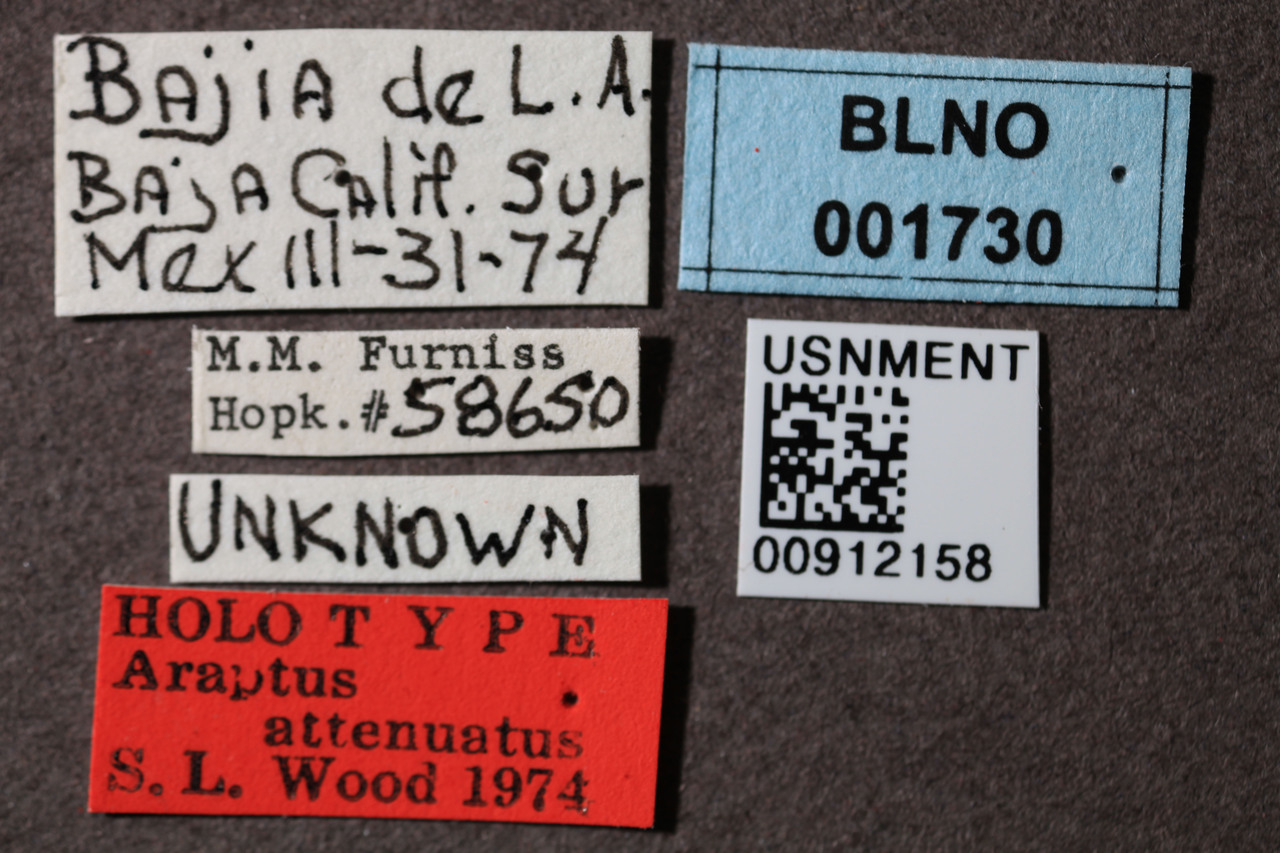 Bajia de L.A.
Baja Calif. Sur
Mex III-31-74
M.M. Furniss
Hopk.#58650
UNKNOWN
HOLOTYPE
Araptus
attenuatus
S. L. Wood 1974
BLNO
001730
USNMENT
00912158